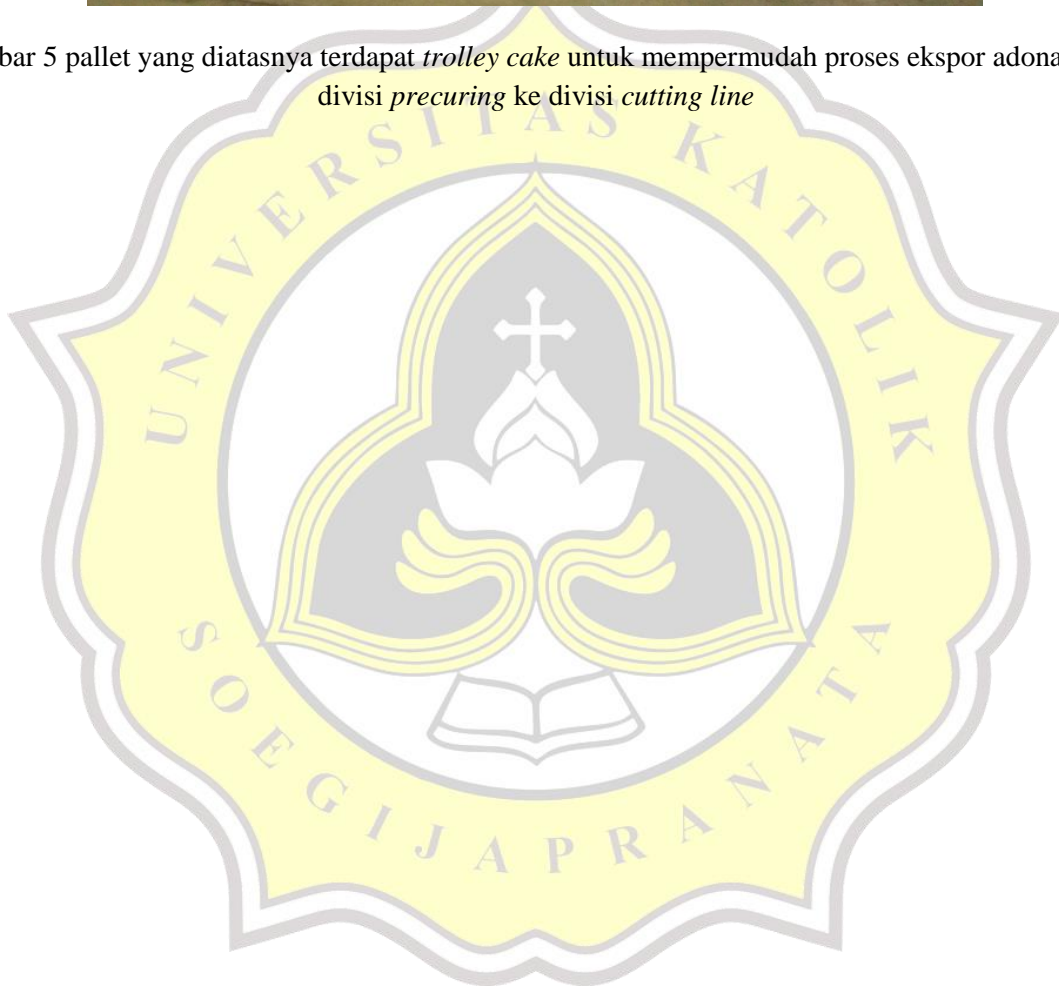 bar 5 pallet yang diatasnya terdapat trolley cake untuk mempermudah proses ekspor adona
divisi precuring ke divisi cutting line
UNIVERSITAS KATOLIK
SOEGIJAPRANATA